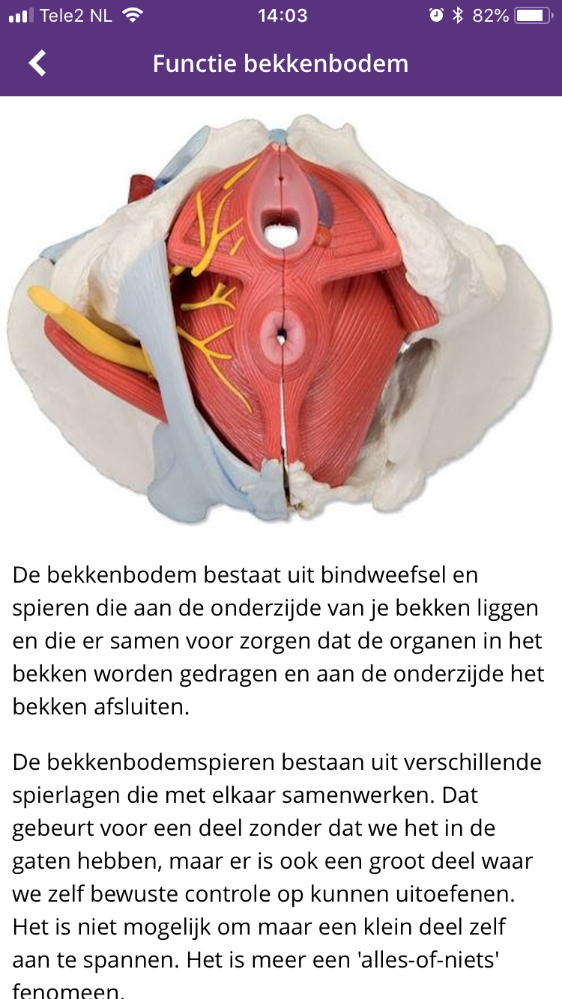 Tele2 NL 14:03 82%
Functie bekkenbodem
De bekkenbodem bestaat uit bindweefsel en
spieren die aan de onderzijde van je bekken liggen
en die er samen voor zorgen dat de organen in het
bekken worden gedragen en aan de onderzijde het
bekken afsluiten.
De bekkenbodemspieren bestaan uit verschillende
spierlagen die met elkaar samenwerken. Dat
gebeurt voor een deel zonder dat we het in de
gaten hebben, maar er is ook een groot deel waar
we zelf bewuste controle op kunnen uitoefenen.
Het is niet mogelijk om maar een klein deel zelf
aan te spannen. Het is meer een 'alles-of-niets'
fenomeen.